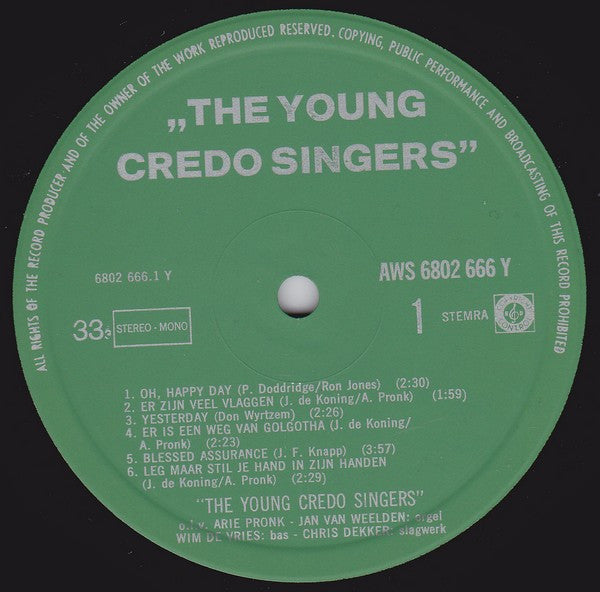 ALL RIGHTS OF THE RECORD PRODUCER AND OF THE OWNER OF THE WORK REPRODUCED RESERVED. COPYING, PUBLIC PERFORMANCE AND BROADCASTING OF THIS RECORD PROHIBITED
„THE YOUNG
CREDO SINGERS”
6802 666.1 Y
AWS 6802 666 Y
33⅓ STEREO - MONO
1 STEMRA
1. OH, HAPPY DAY (P. Doddridge/Ron Jones) (2:30)
2. ER ZIJN VEEL VLAGGEN (J. de Koning/A. Pronk) (1:59)
3. YESTERDAY (Don Wyrtzem) (2:26)
4. ER IS EEN WEG VAN GOLGOTHA (J. de Koning/
A. Pronk) (2:23)
5. BLESSED ASSURANCE (J. F. Knapp) (3:57)
6. LEG MAAR STIL JE HAND IN ZIJN HANDEN
(J. de Koning/A. Pronk) (2:29)
"THE YOUNG CREDO SINGERS"
o.l.v. ARIE PRONK - JAN VAN WEELDEN: orgel
WIM DE VRIES: bas - CHRIS DEKKER: slagwerk